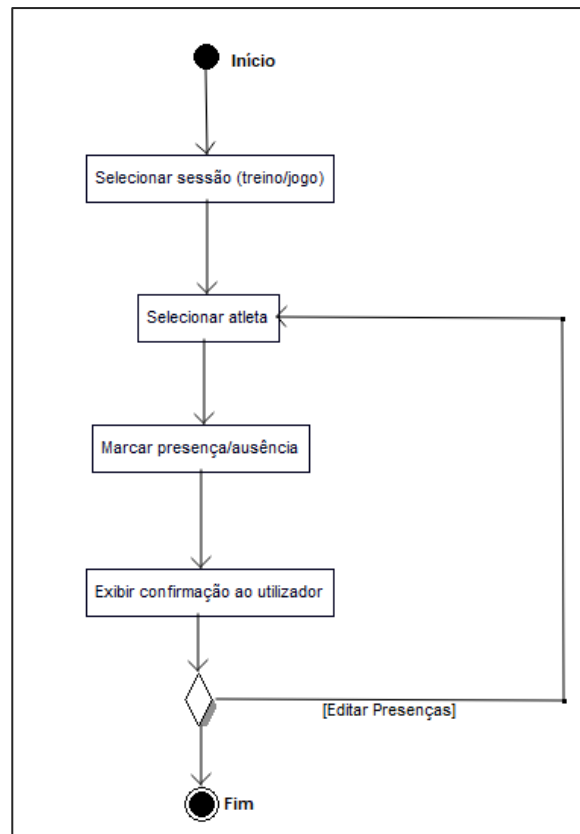 Início
Selecionar sessão (treino/jogo)
Selecionar atleta
Marcar presença/ausência
Exibir confirmação ao utilizador
[Editar Presenças]
Fim